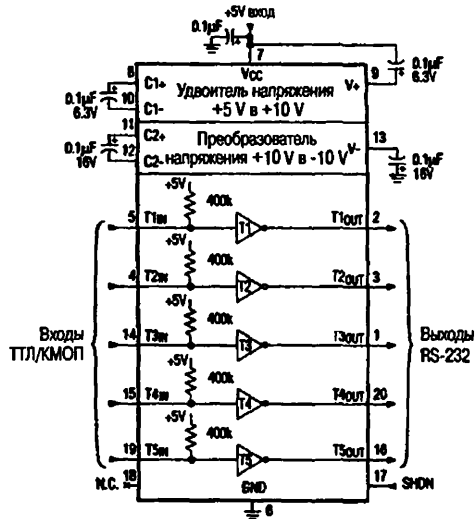 +5V вход
0.1µF
7
8
C1+
VCC
V+
9
0.1µF
6.3V
0.1µF
6.3V
10
C1-
Удвоитель напряжения
+5 V в +10 V
11
C2+
0.1µF
16V
12
C2-
Преобразователь
напряжения +10 V в -10 V
V-
13
0.1µF
16V
+5V
400k
5
T1IN
T1
T1OUT
2
+5V
400k
4
T2IN
T2
T2OUT
3
+5V
400k
14
T3IN
T3
T3OUT
1
Входы
ТТЛ/КМОП
Выходы
RS-232
+5V
400k
15
T4IN
T4
T4OUT
20
+5V
400k
19
T5IN
T5
T5OUT
16
N.C.
18
GND
6
17
SHDN